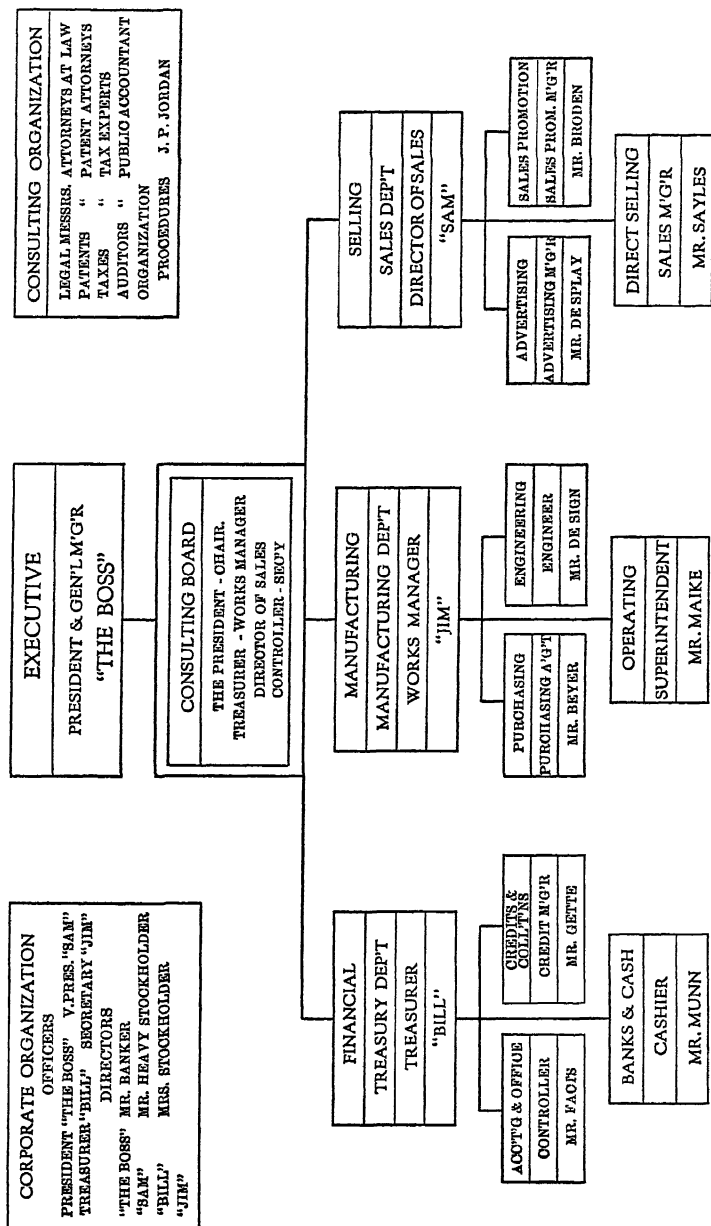 CORPORATE ORGANIZATION
OFFICERS
PRESIDENT "THE BOSS" V.PRES. "SAM"
TREASURER "BILL" SECRETARY "JIM"
DIRECTORS
"THE BOSS" MR. BANKER
"SAM" MR. HEAVY STOCKHOLDER
"BILL" MRS. STOCKHOLDER
"JIM"
EXECUTIVE
PRESIDENT & GEN'L M'G'R
"THE BOSS"
CONSULTING ORGANIZATION
LEGAL MESSRS. ATTORNEYS AT LAW
PATENTS " PATENT ATTORNEYS
TAXES " TAX EXPERTS
AUDITORS " PUBLIC ACCOUNTANT
ORGANIZATION
PROCEDURES J. P. JORDAN
CONSULTING BOARD
THE PRESIDENT - CHAIR.
TREASURER - WORKS MANAGER
DIRECTOR OF SALES
CONTROLLER - SEC'Y
FINANCIAL
TREASURY DEP'T
TREASURER
"BILL"
MANUFACTURING
MANUFACTURING DEP'T
WORKS MANAGER
"JIM"
SELLING
SALES DEP'T
DIRECTOR OF SALES
"SAM"
ACC'T'G & OFFICE
CONTROLLER
MR. FACTS
CREDITS &
COLL'T'NS
CREDIT M'G'R
MR. GETTE
PURCHASING
PURCHASING A'G'T
MR. BEYER
ENGINEERING
ENGINEER
MR. DE SIGN
ADVERTISING
ADVERTISING M'G'R
MR. DE SPLAY
SALES PROMOTION
SALES PROM. M'G'R
MR. BRODEN
BANKS & CASH
CASHIER
MR. MUNN
OPERATING
SUPERINTENDENT
MR. MAIKE
DIRECT SELLING
SALES M'G'R
MR. SAYLES